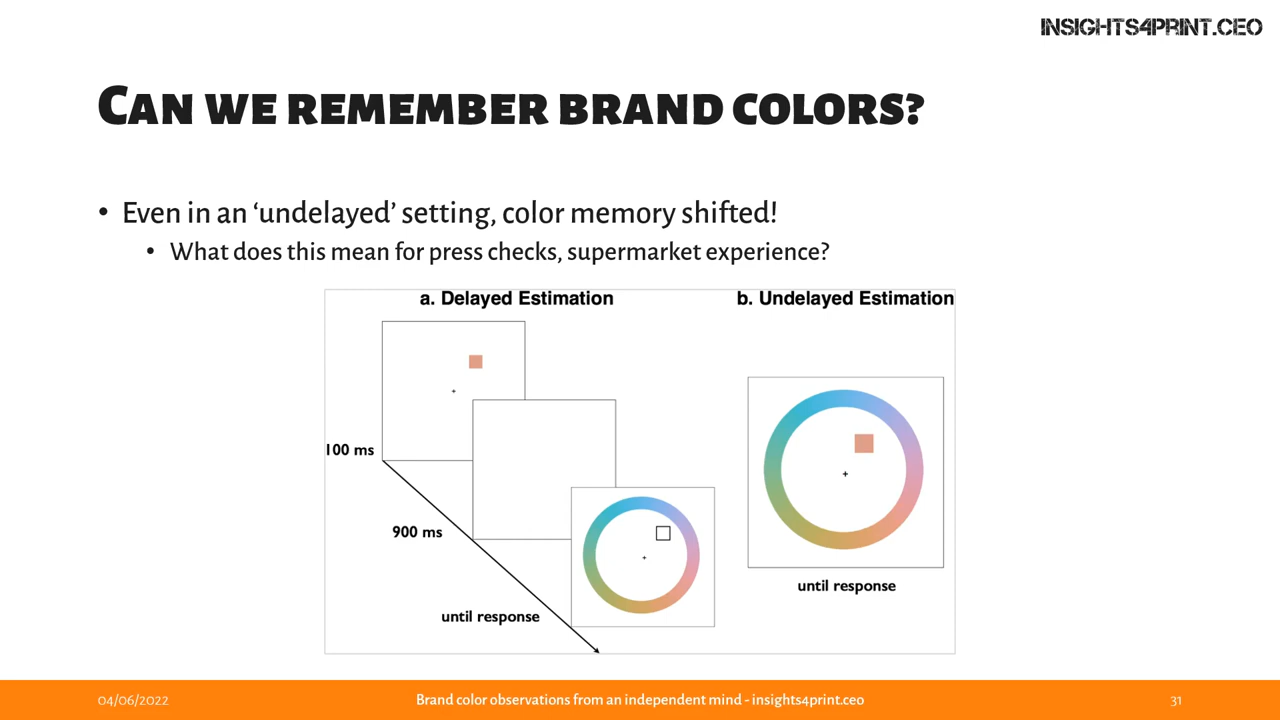 INSIGHTS4PRINT.CEO
Can we remember brand colors?
• Even in an ‘undelayed’ setting, color memory shifted!
• What does this mean for press checks, supermarket experience?
a. Delayed Estimation
b. Undelayed Estimation
100 ms
900 ms
until response
until response
04/06/2022
Brand color observations from an independent mind - insights4print.ceo
31